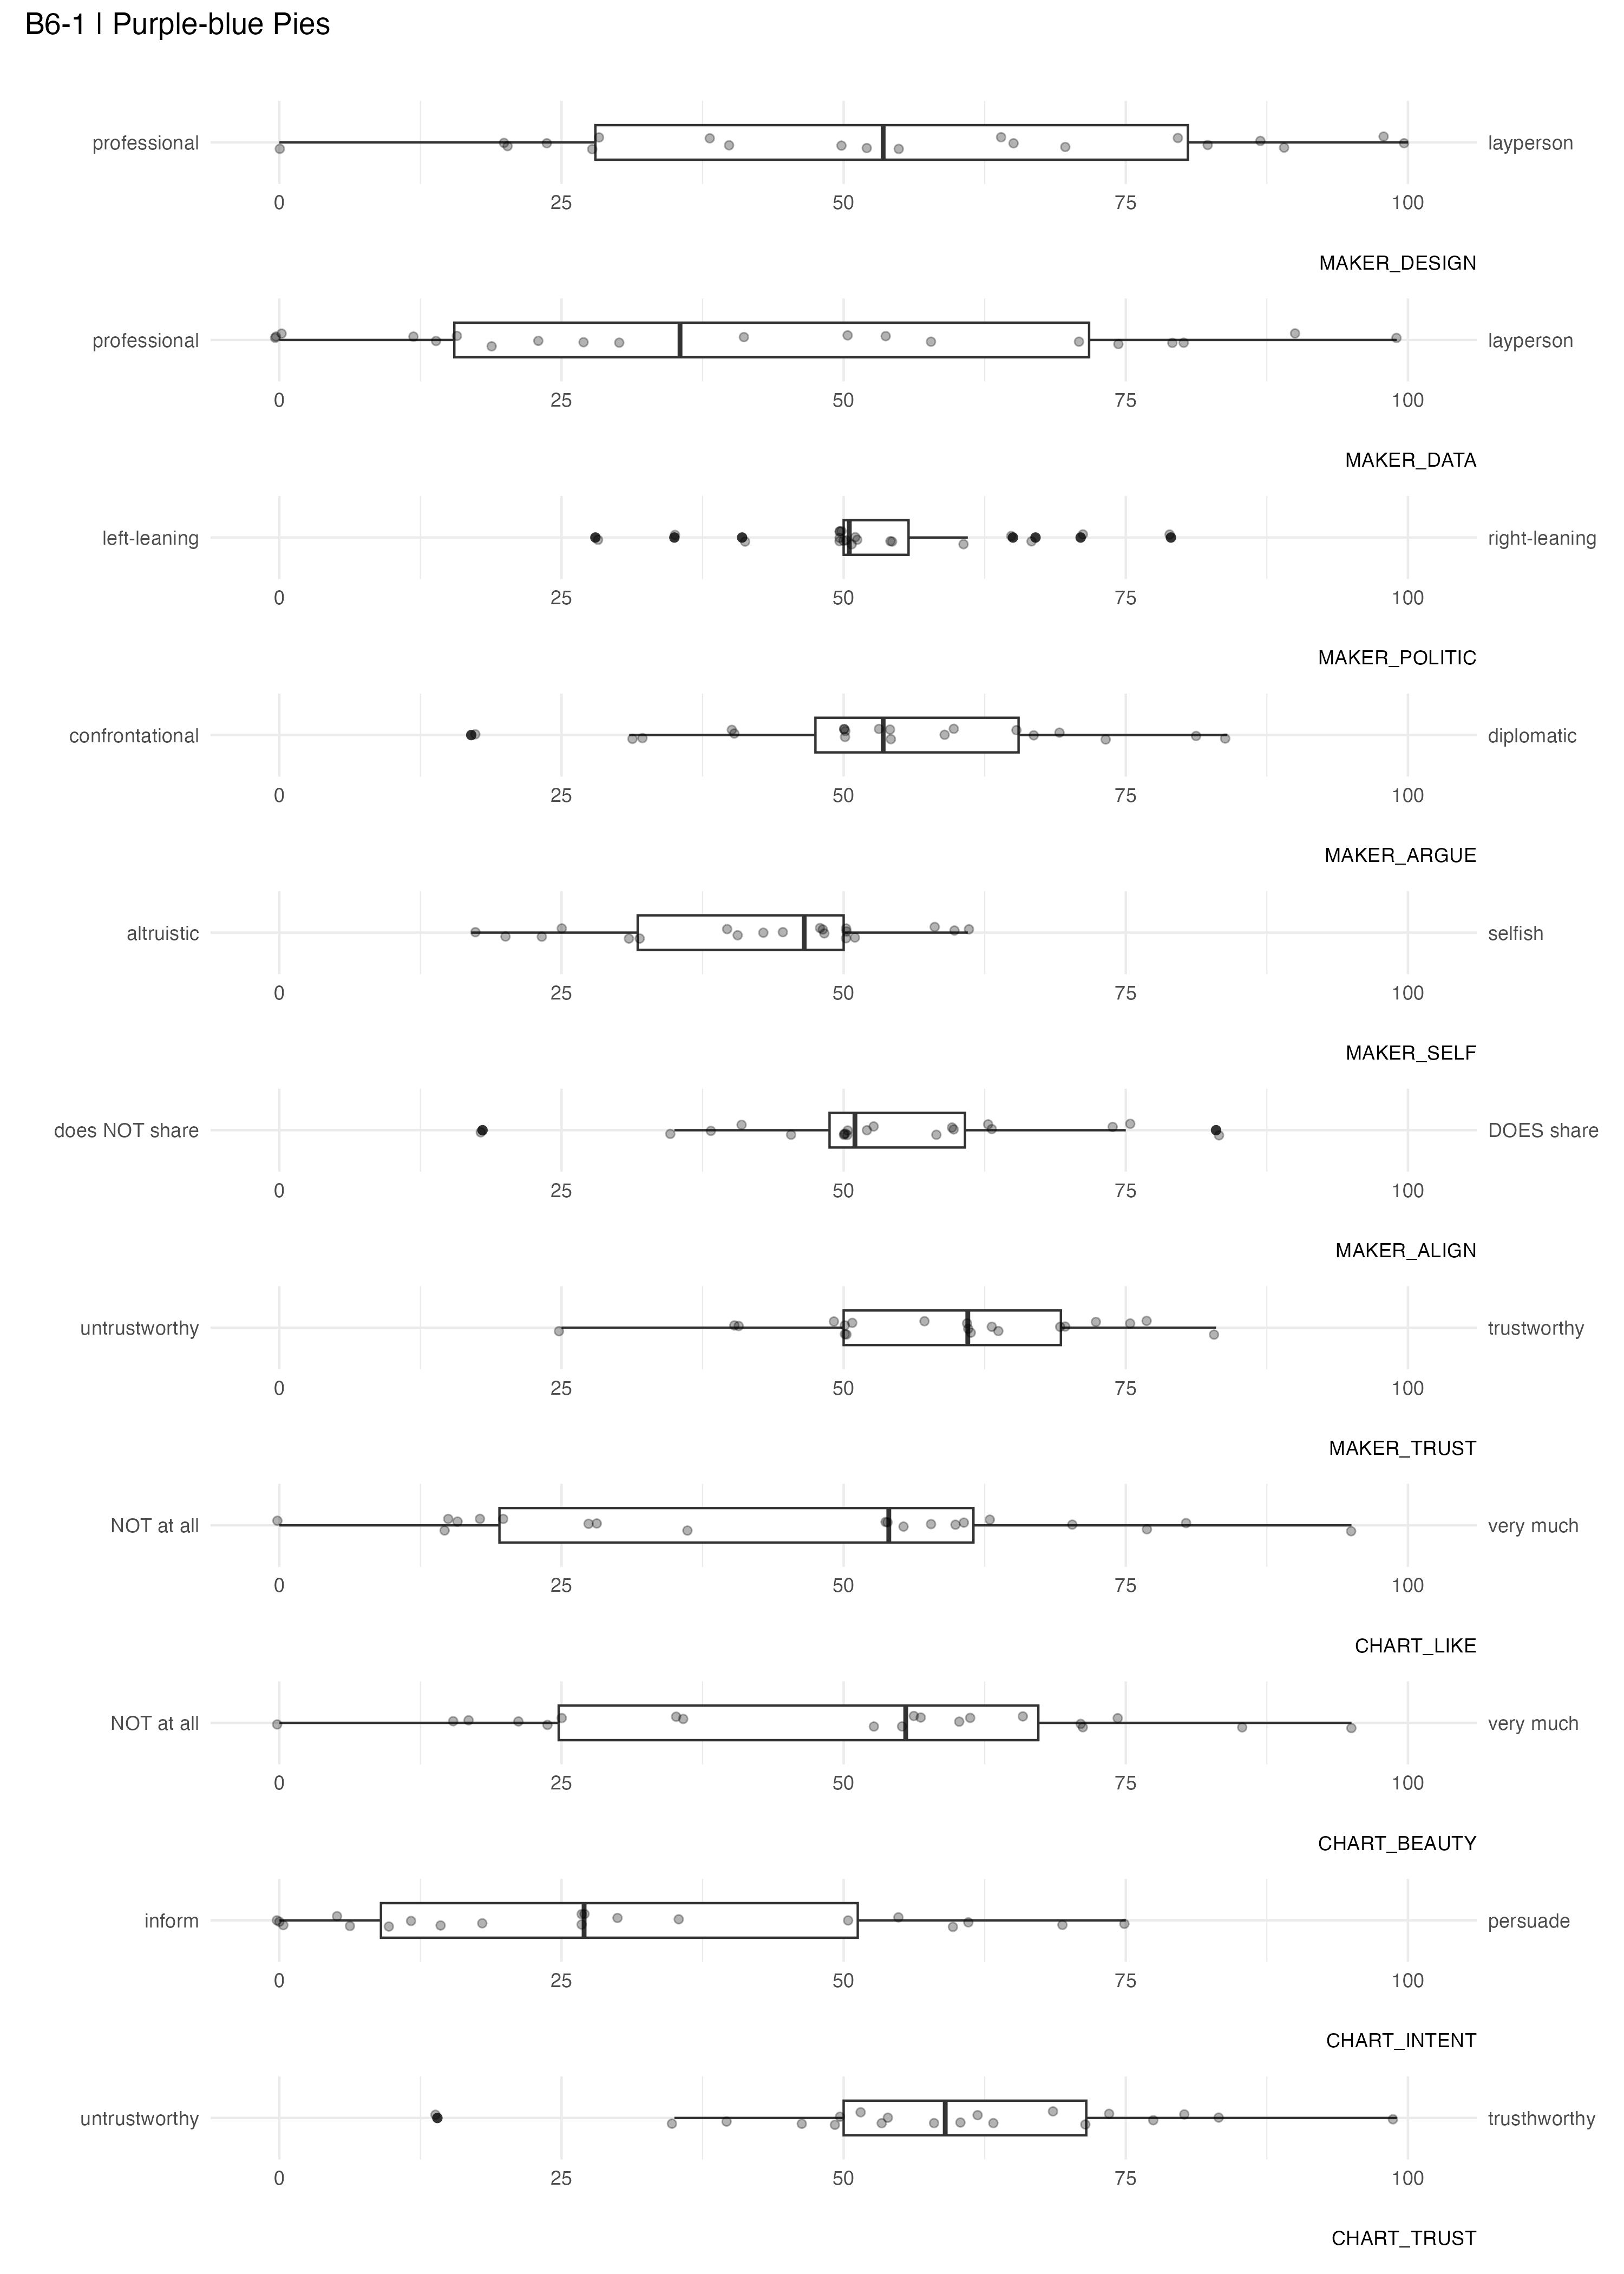 B6-1 | Purple-blue Pies
professional layperson
0 25 50 75 100
MAKER_DESIGN
professional layperson
0 25 50 75 100
MAKER_DATA
left-leaning right-leaning
0 25 50 75 100
MAKER_POLITIC
confrontational diplomatic
0 25 50 75 100
MAKER_ARGUE
altruistic selfish
0 25 50 75 100
MAKER_SELF
does NOT share DOES share
0 25 50 75 100
MAKER_ALIGN
untrustworthy trustworthy
0 25 50 75 100
MAKER_TRUST
NOT at all very much
0 25 50 75 100
CHART_LIKE
NOT at all very much
0 25 50 75 100
CHART_BEAUTY
inform persuade
0 25 50 75 100
CHART_INTENT
untrustworthy trusthworthy
0 25 50 75 100
CHART_TRUST